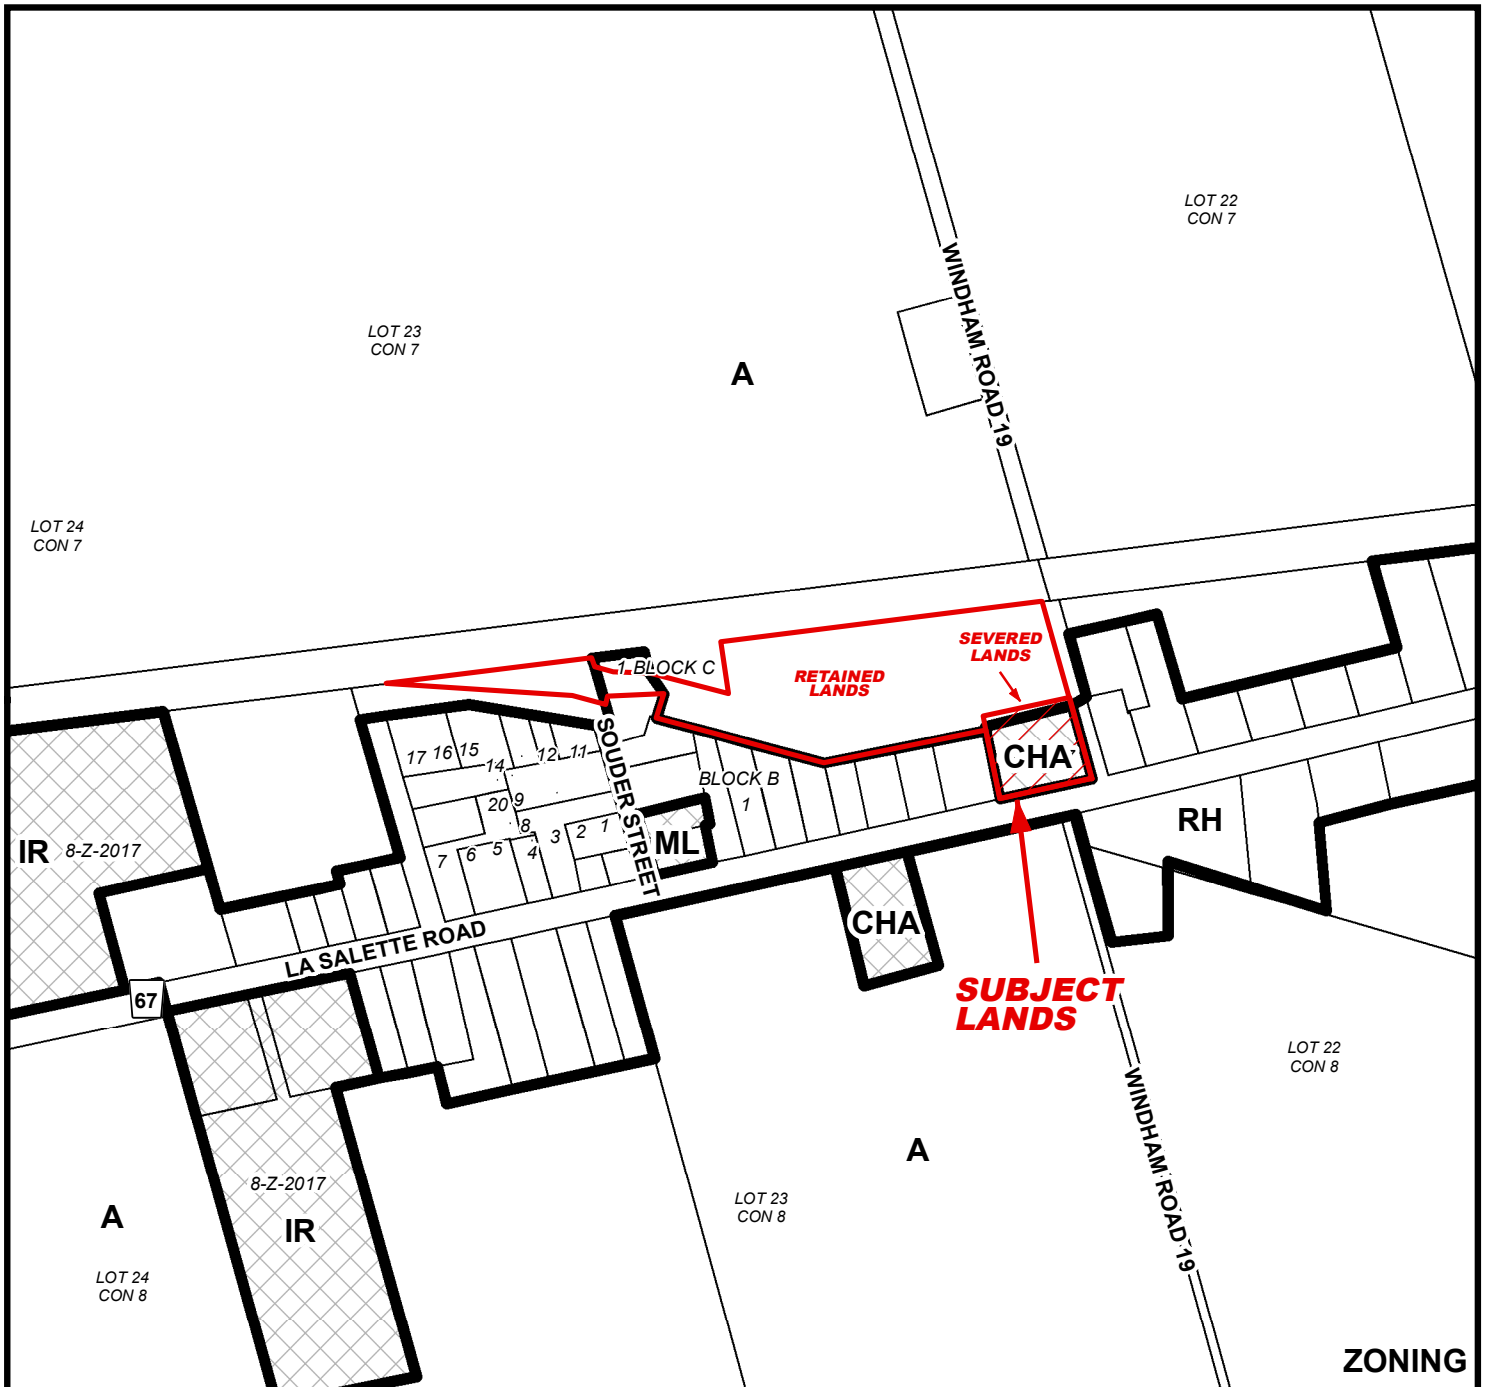 LOT 22
CON 7
WINDHAM ROAD 19
LOT 23
CON 7
A
LOT 24
CON 7
SEVERED
LANDS
1 BLOCK C
RETAINED
LANDS
SOUDER STREET
17 16 15
14
12 11
CHA
BLOCK B
1
20 9
8
3 2 1
7 6 5 4
ML
RH
IR 8-Z-2017
CHA
LA SALETTE ROAD
67
SUBJECT
LANDS
LOT 22
CON 8
WINDHAM ROAD 19
A
8-Z-2017
IR
LOT 23
CON 8
A
LOT 24
CON 8
ZONING